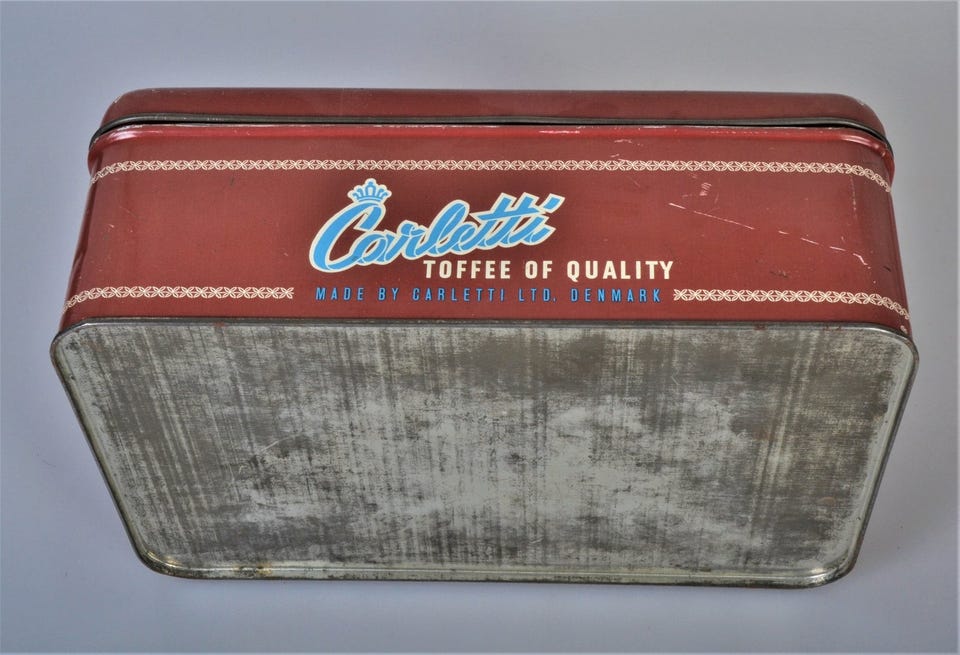 Carletti
TOFFEE OF QUALITY
MADE BY CARLETTI LTD. DENMARK